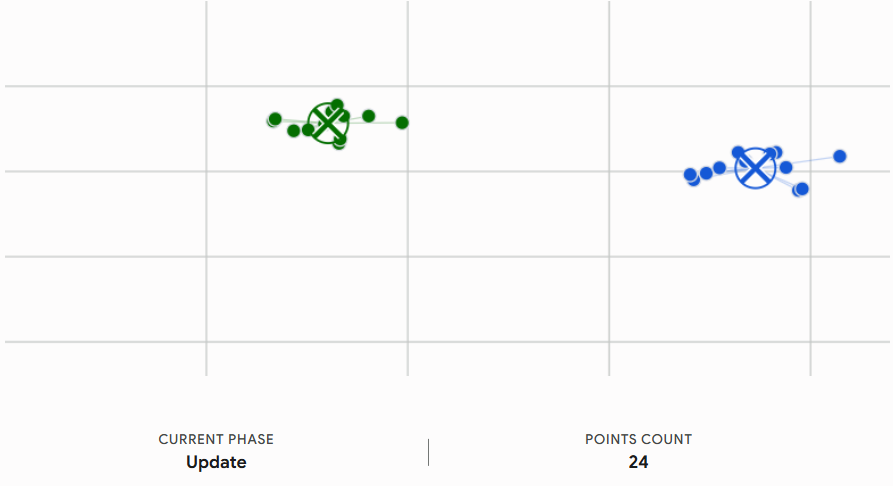 CURRENT PHASE
Update
POINTS COUNT
24